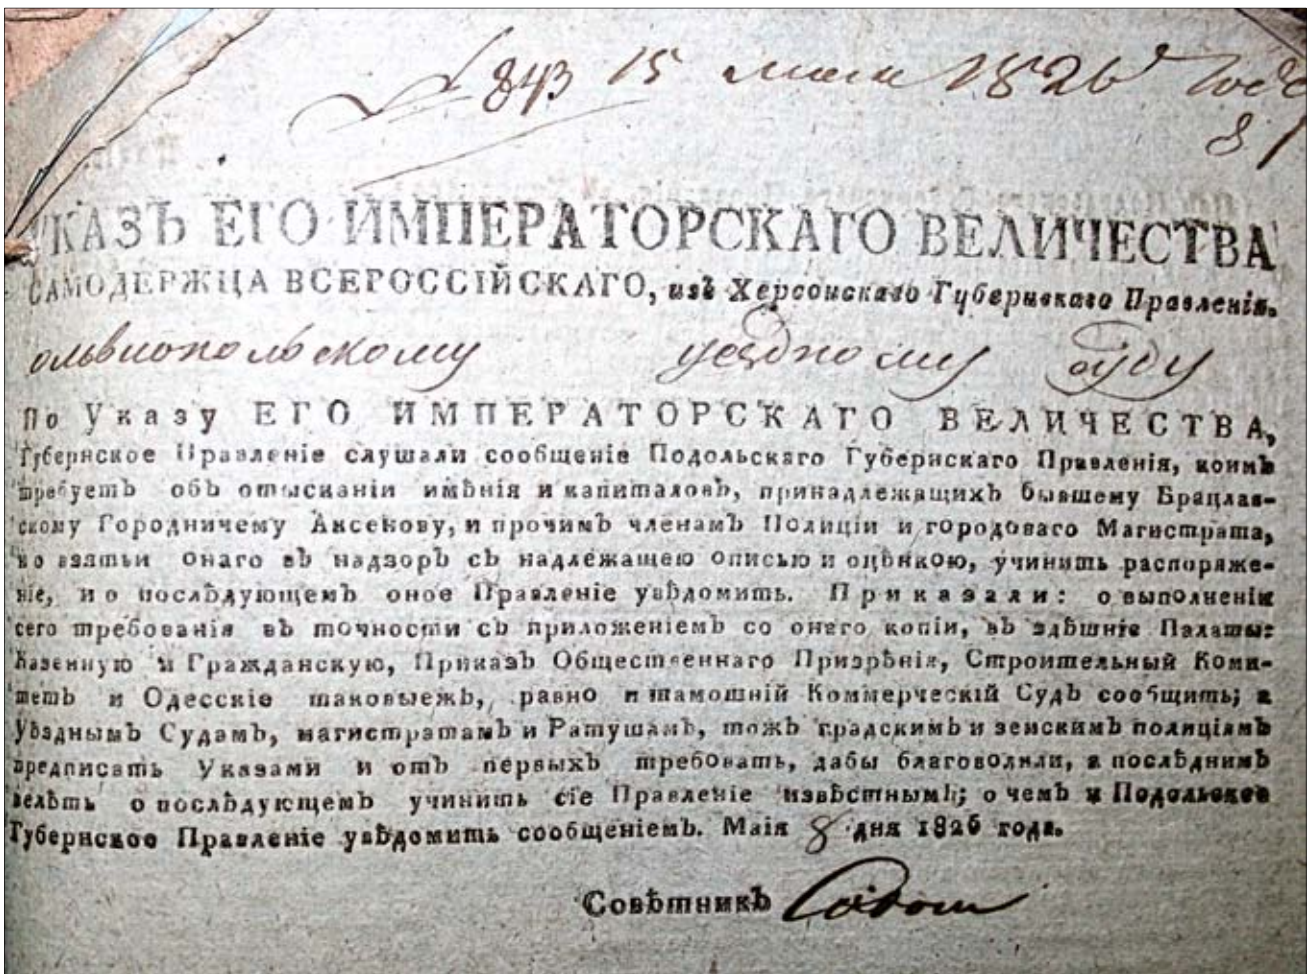 843 15 маия 1826 года
8
УКАЗЪ ЕГО ИМПЕРАТОРСКАГО ВЕЛИЧЕСТВА
САМОДЕРЖЦА ВСЕРОССІЙСКАГО, изъ Херсонскаго Губернскаго Правленія.
ольвиопольскому уездному суду
По Указу ЕГО ИМПЕРАТОРСКАГО ВЕЛИЧЕСТВА,
Губернское Правленіе слушали сообщеніе Подольскаго Губернскаго Правленія, коимъ
требуетъ объ отысканіи имѣнія и капиталовъ, принадлежащихъ бывшему Брацлав-
скому Городничему Аксекову, и прочимъ членамъ Полиціи и городоваго Магистрата,
во взятьи онаго въ надзоръ съ надлежащею описью и оцѣнкою, учинить распоряже-
ніе, и о послѣдующемъ оное Правленіе увѣдомить. Приказали: о выполненіи
сего требованія въ точности съ приложеніемъ со онаго копіи, въ здѣшніе Палаты:
Казенную и Гражданскую, Приказъ Общественнаго Призрѣнія, Строительный Коми-
тетъ и Одесскіе таковыежъ, равно и тамошній Коммерческій Судъ сообщить; а
Уѣзднымъ Судамъ, магистратамъ и Ратушамъ, тожъ градскимъ и земскимъ полиціямъ
предписать Указами и отъ первыхъ требовать, дабы благоволили, а послѣднимъ
велѣть о послѣдующемъ учинить сіе Правленіе извѣстнымъ; о чемъ и Подольское
Губернское Правленіе увѣдомить сообщеніемъ. Маія 8 дня 1826 года.
Совѣтникъ